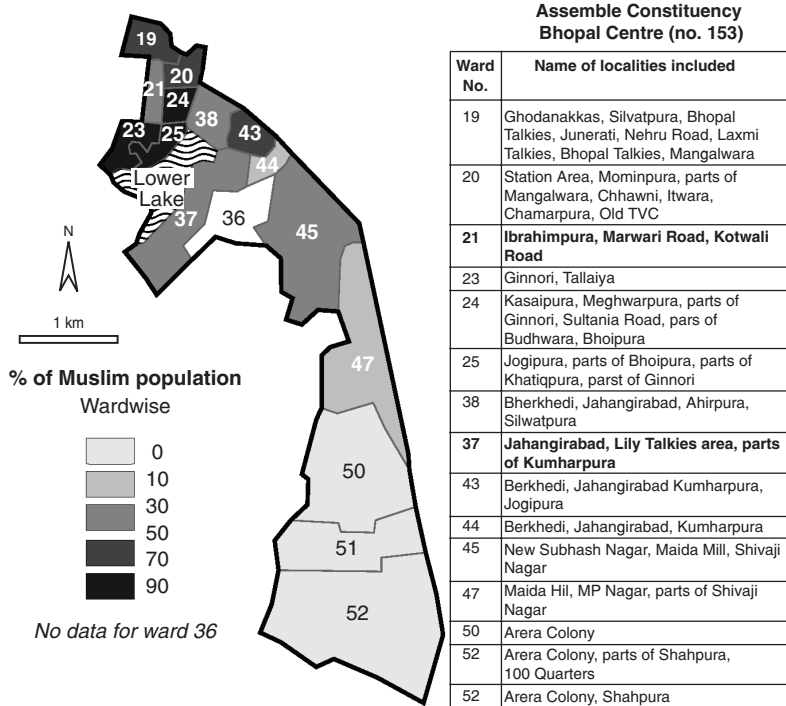 19
20
21
24
38
43
23
25
44
Lower
Lake
37
36
45
N
1 km
47
50
51
52
% of Muslim population
Wardwise
0
10
30
50
70
90
No data for ward 36
Assemble Constituency
Bhopal Centre (no. 153)
Ward No. Name of localities included
19 Ghodanakkas, Silvatpura, Bhopal
Talkies, Junerati, Nehru Road, Laxmi
Talkies, Bhopal Talkies, Mangalwara
20 Station Area, Mominpura, parts of
Mangalwara, Chhawni, Itwara,
Chamarpura, Old TVC
21 Ibrahimpura, Marwari Road, Kotwali
Road
23 Ginnori, Tallaiya
24 Kasaipura, Meghwarpura, parts of
Ginnori, Sultania Road, pars of
Budhwara, Bhoipura
25 Jogipura, parts of Bhoipura, parts of
Khatiqpura, parst of Ginnori
38 Bherkhedi, Jahangirabad, Ahirpura,
Silwatpura
37 Jahangirabad, Lily Talkies area, parts
of Kumharpura
43 Berkhedi, Jahangirabad Kumharpura,
Jogipura
44 Berkhedi, Jahangirabad, Kumharpura
45 New Subhash Nagar, Maida Mill, Shivaji
Nagar
47 Maida Hil, MP Nagar, parts of Shivaji
Nagar
50 Arera Colony
52 Arera Colony, parts of Shahpura,
100 Quarters
52 Arera Colony, Shahpura